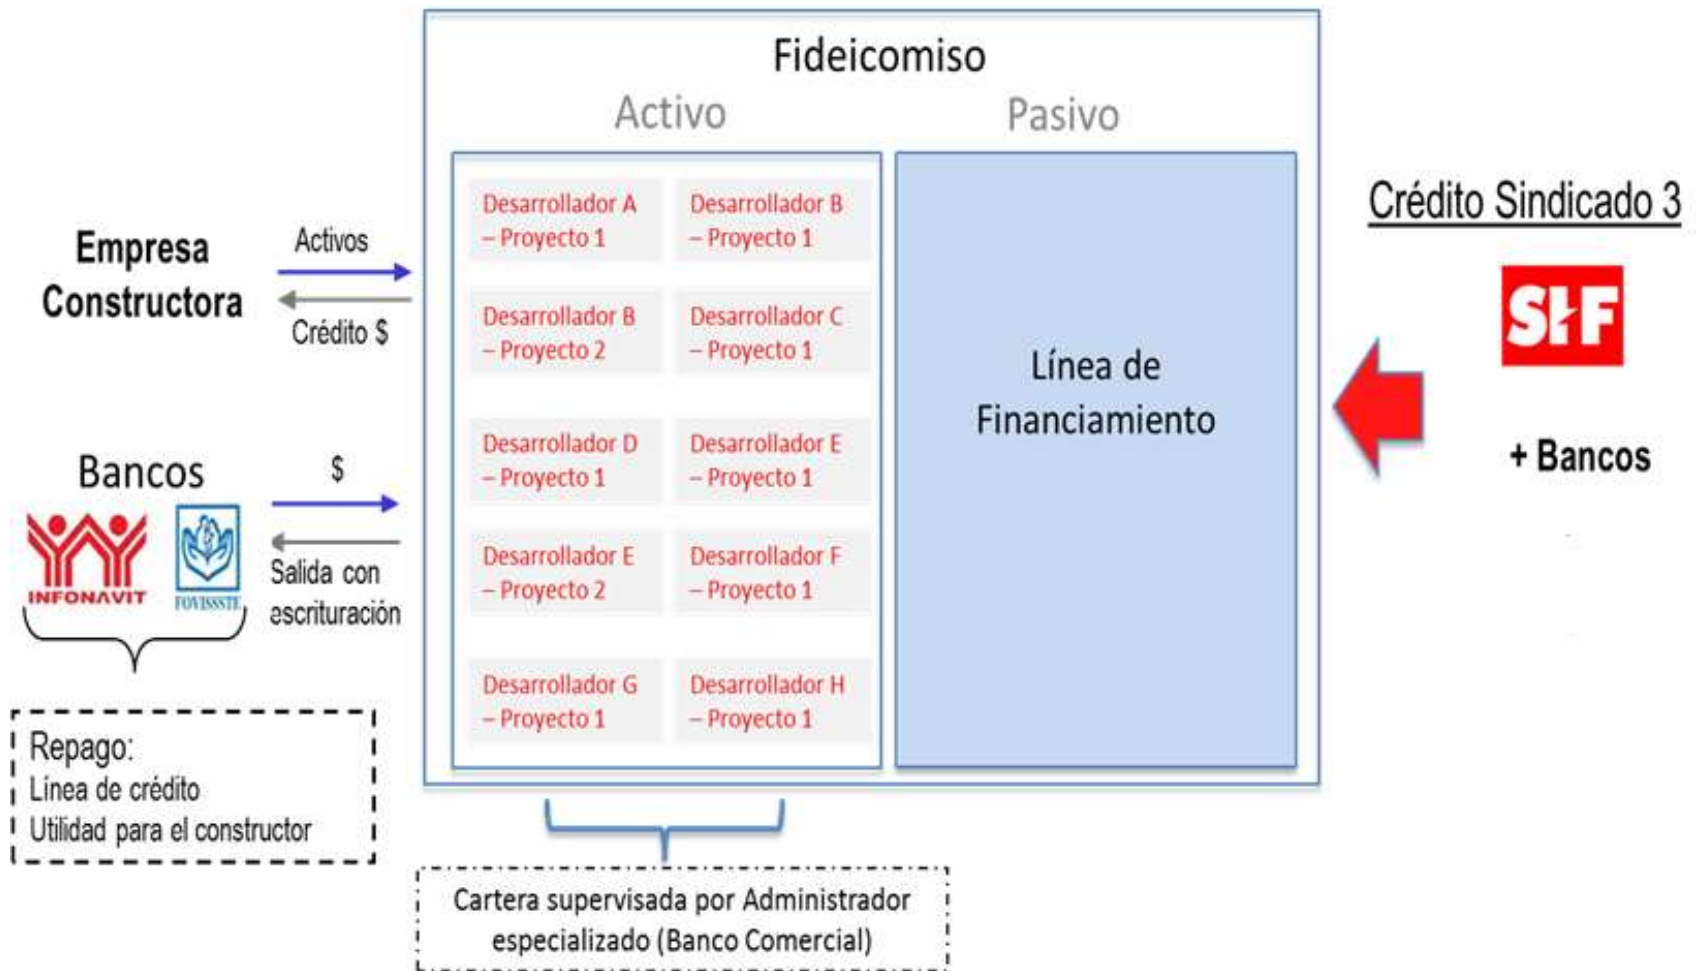 Fideicomiso
Activo
Pasivo
Empresa
Constructora
Activos
Crédito $
Bancos
$
INFONAVIT
FOVISSSTE
Salida con
escrituración
Repago:
Línea de crédito
Utilidad para el constructor
Desarrollador A
– Proyecto 1
Desarrollador B
– Proyecto 1
Desarrollador B
– Proyecto 2
Desarrollador C
– Proyecto 1
Desarrollador D
– Proyecto 1
Desarrollador E
– Proyecto 1
Desarrollador E
– Proyecto 2
Desarrollador F
– Proyecto 1
Desarrollador G
– Proyecto 1
Desarrollador H
– Proyecto 1
Línea de
Financiamiento
Crédito Sindicado 3
SHF
+ Bancos
Cartera supervisada por Administrador
especializado (Banco Comercial)